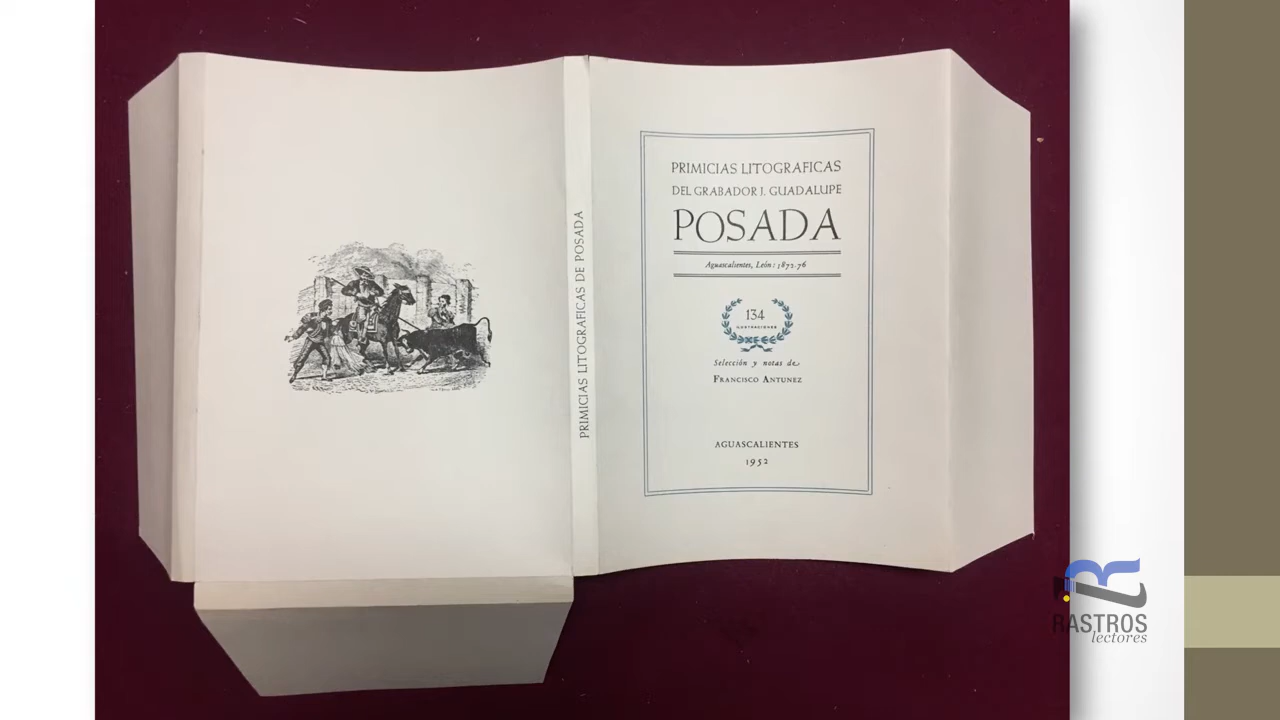 PRIMICIAS LITOGRAFICAS DE POSADA
PRIMICIAS LITOGRAFICAS
DEL GRABADOR J. GUADALUPE
POSADA
Aguascalientes, León: 1872-76
134
ILUSTRACIONES
Selección y notas de
FRANCISCO ANTUNEZ
AGUASCALIENTES
1952
RASTROS
lectores